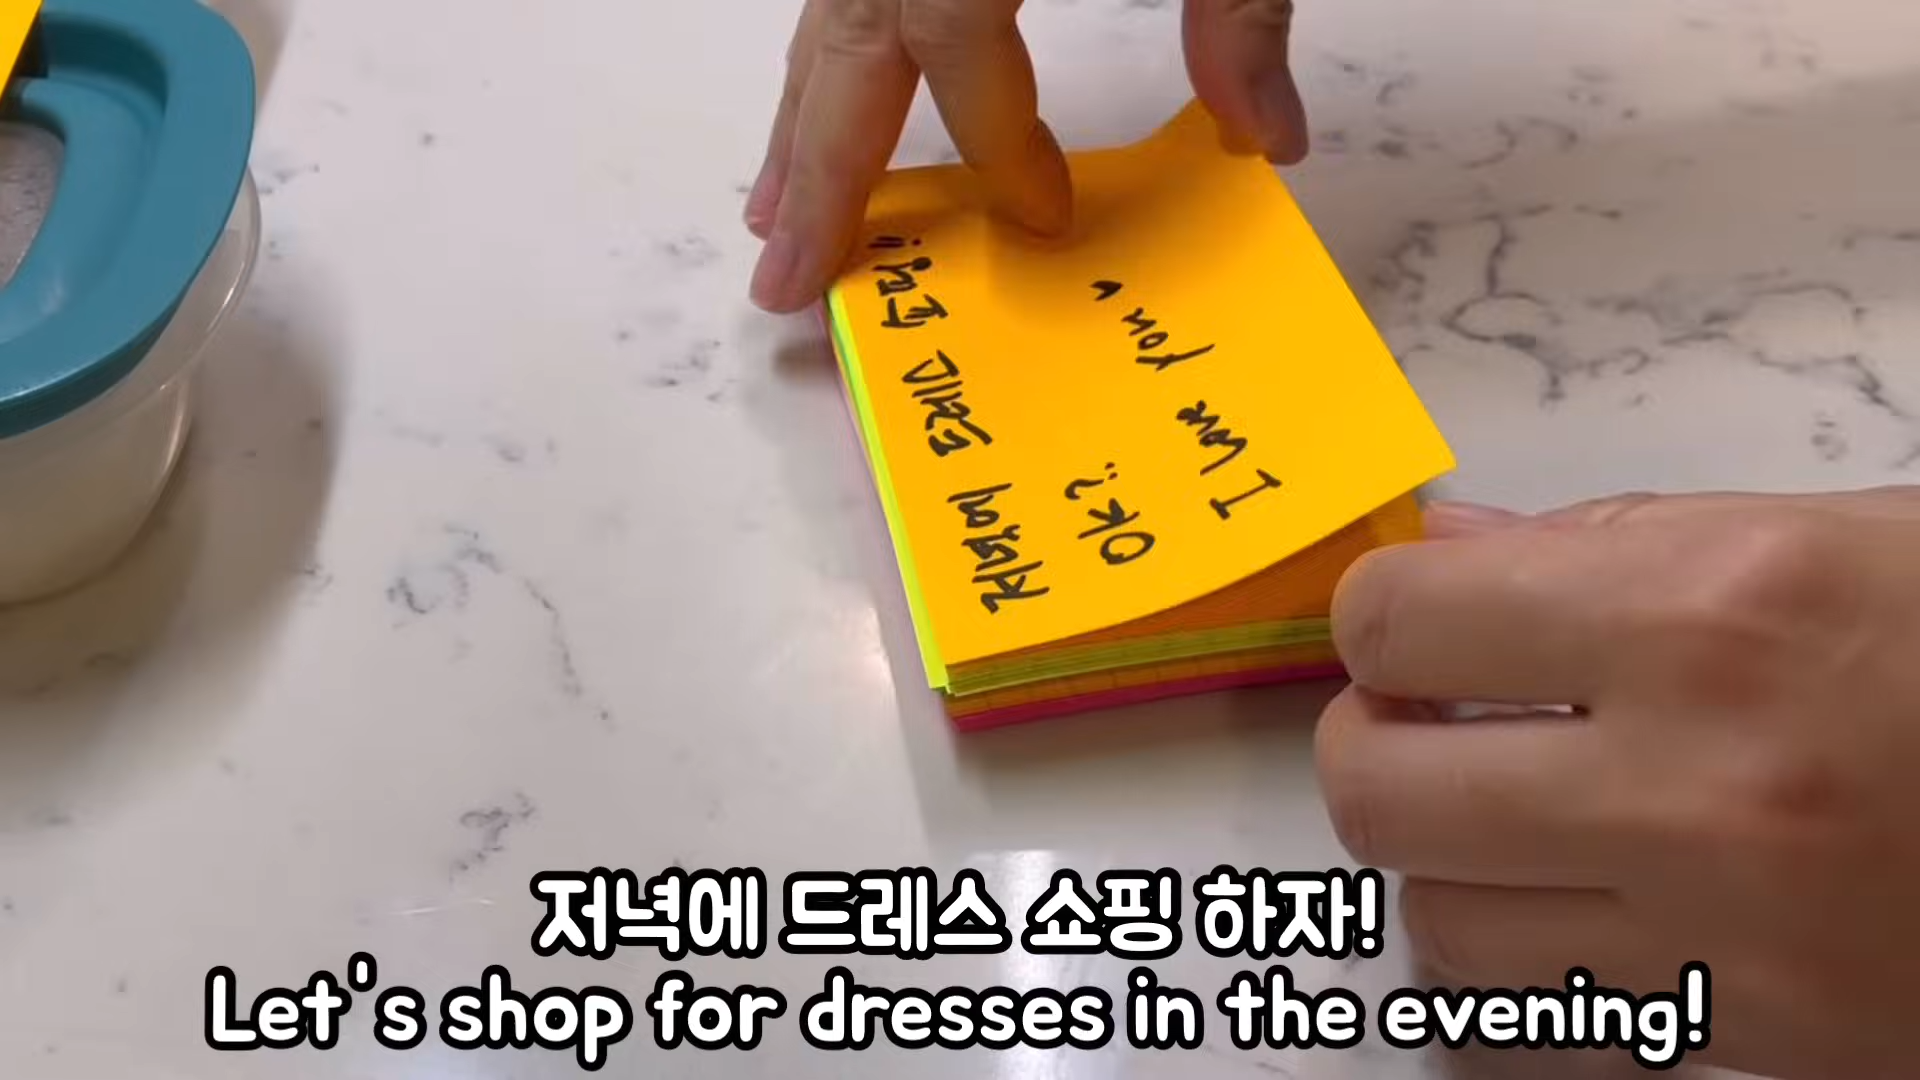 저녁에 드레스 쇼핑!!
OK??
I Love You
저녁에 드레스 쇼핑 하자!
Let's shop for dresses in the evening!